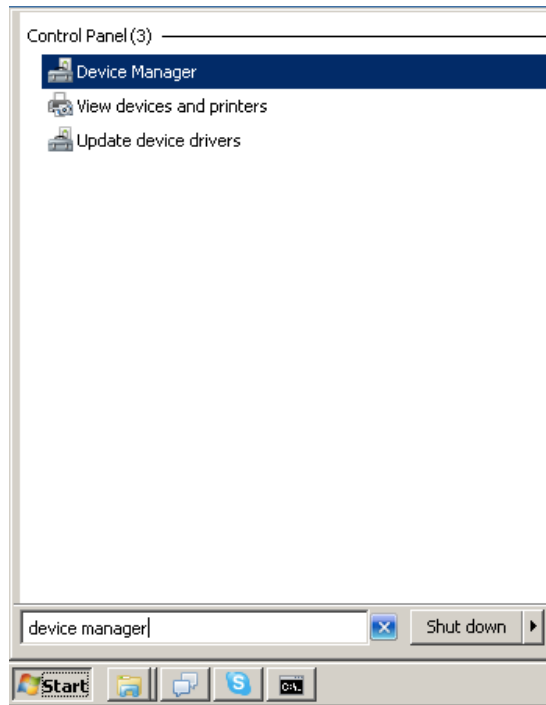 Control Panel (3)
Device Manager
View devices and printers
Update device drivers
device manager
Shut down
Start
C:\.